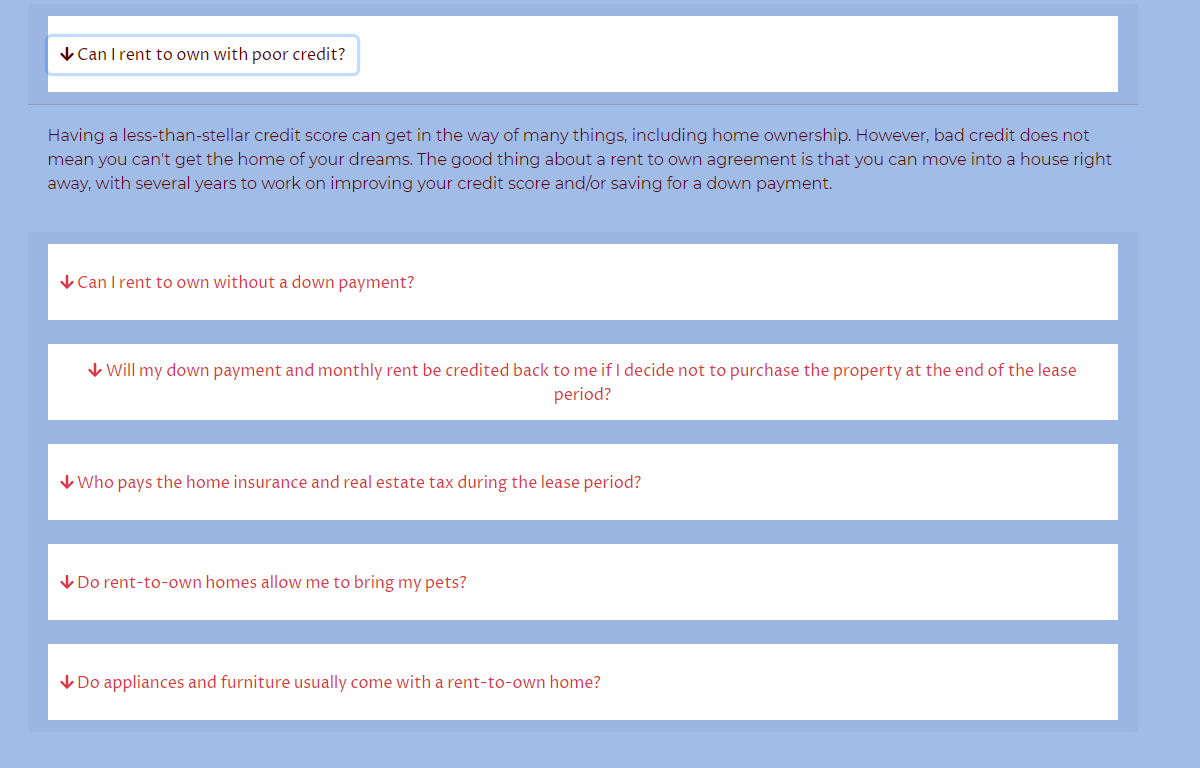 Can I rent to own with poor credit?
Having a less-than-stellar credit score can get in the way of many things, including home ownership. However, bad credit does not
mean you can't get the home of your dreams. The good thing about a rent to own agreement is that you can move into a house right
away, with several years to work on improving your credit score and/or saving for a down payment.
Can I rent to own without a down payment?
Will my down payment and monthly rent be credited back to me if I decide not to purchase the property at the end of the lease
period?
Who pays the home insurance and real estate tax during the lease period?
Do rent-to-own homes allow me to bring my pets?
Do appliances and furniture usually come with a rent-to-own home?